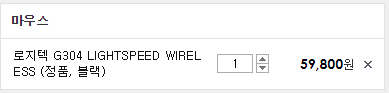 마우스
로지텍 G304 LIGHTSPEED WIREL
ESS (정품, 블랙)
1
59,800원 ×